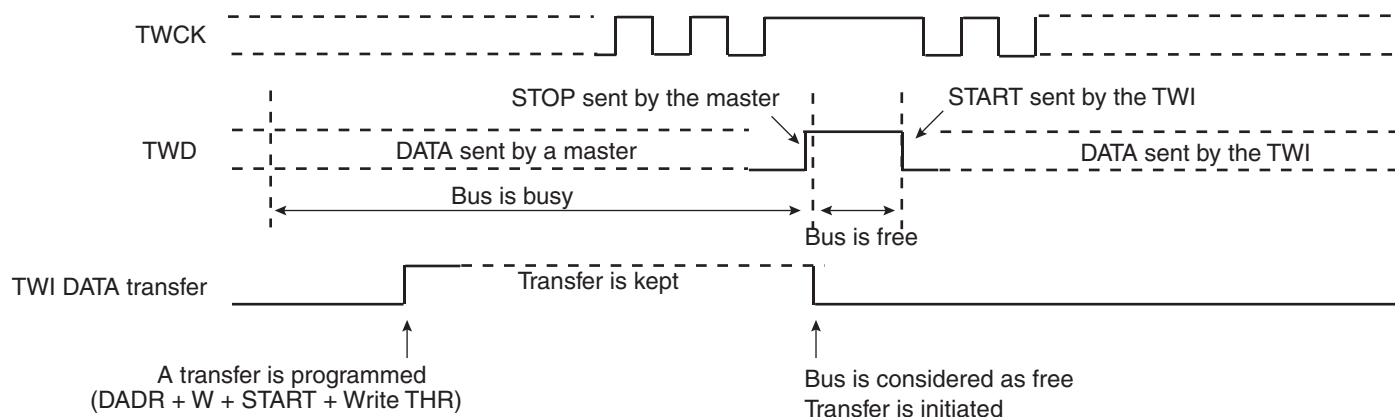 TWCK
STOP sent by the master
START sent by the TWI
TWD
DATA sent by a master
DATA sent by the TWI
Bus is busy
Bus is free
TWI DATA transfer
Transfer is kept
A transfer is programmed
(DADR + W + START + Write THR)
Bus is considered as free
Transfer is initiated